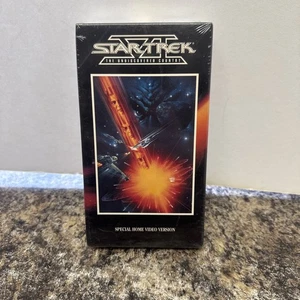 STAR TREK
VI
THE UNDISCOVERED COUNTRY
SPECIAL HOME VIDEO VERSION